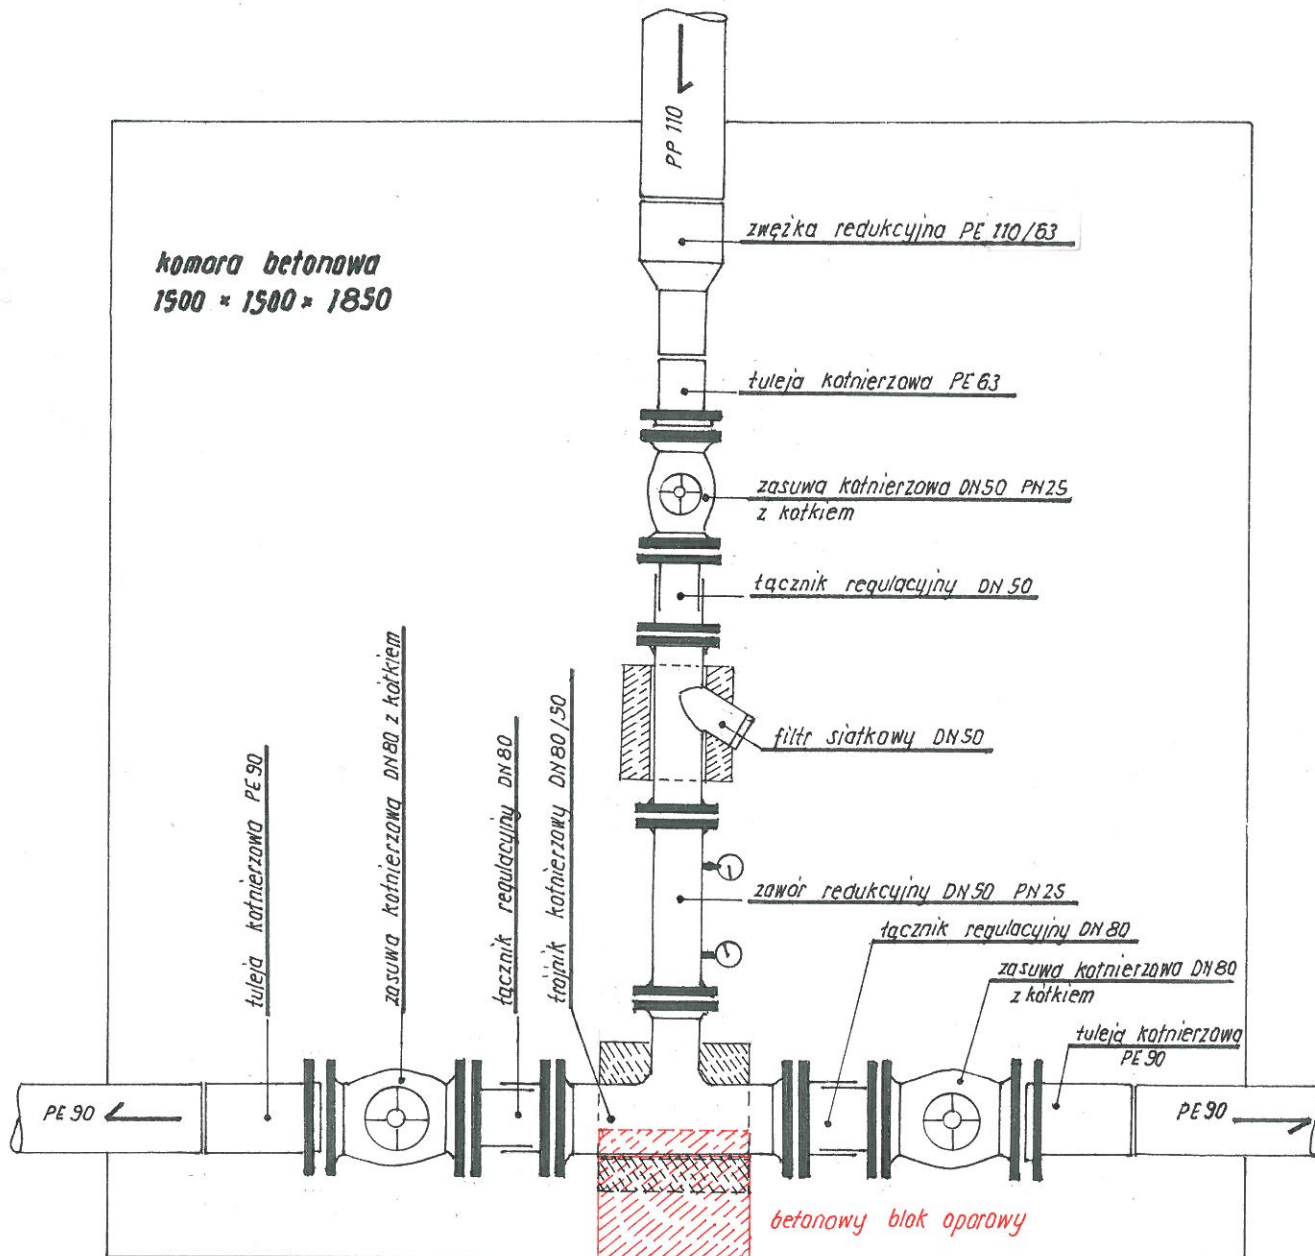 PP 110
zwężka redukcyjna PE 110/63
komora betonowa
1500 × 1500 × 1850
tuleja kołnierzowa PE 63
zasuwa kołnierzowa DN50 PN25
z kółkiem
łącznik regulacyjny DN 50
filtr siatkowy DN 50
tuleja kołnierzowa PE 90
zasuwa kołnierzowa DN80 z kółkiem
łącznik regulacyjny DN 80
trójnik kołnierzowy DN 80/50
zawór redukcyjny DN50 PN25
łącznik regulacyjny DN 80
zasuwa kołnierzowa DN80
z kółkiem
tuleja kołnierzowa
PE 90
PE 90
PE 90
betonowy blok oporowy